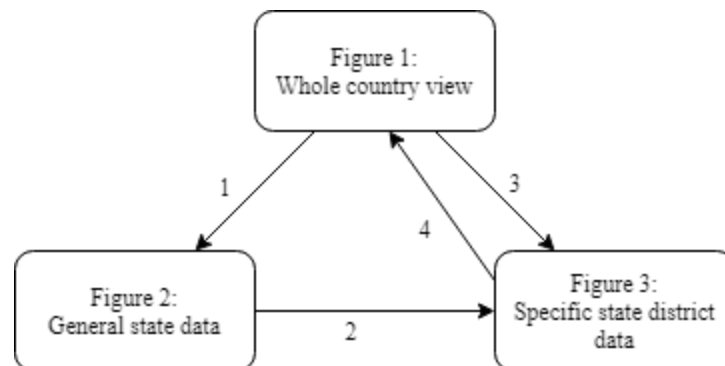 Figure 1:
Whole country view
1
3
4
Figure 2:
General state data
2
Figure 3:
Specific state district
data